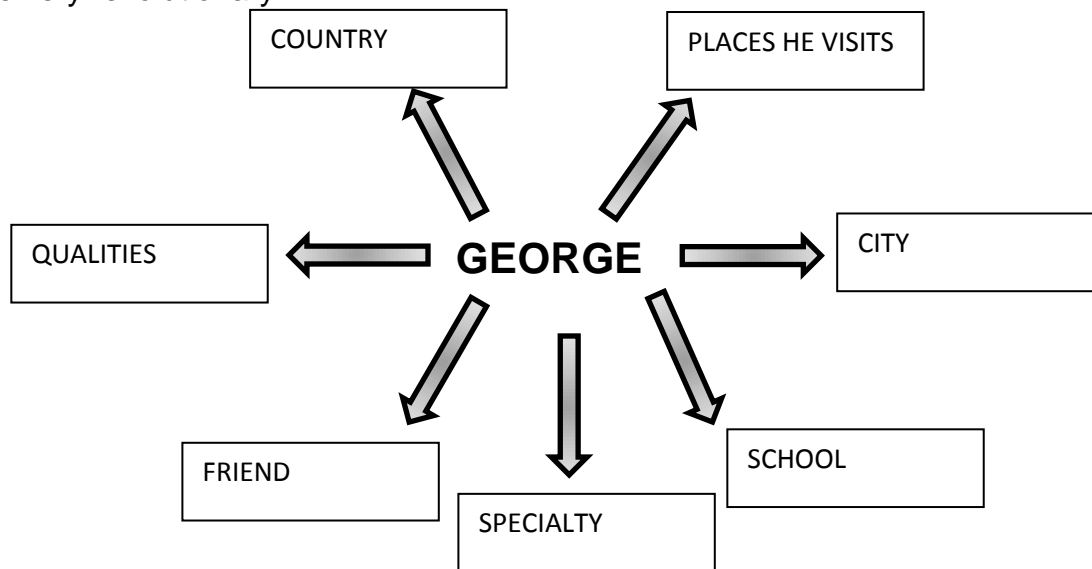 COUNTRY
PLACES HE VISITS
QUALITIES
GEORGE
CITY
FRIEND
SCHOOL
SPECIALTY